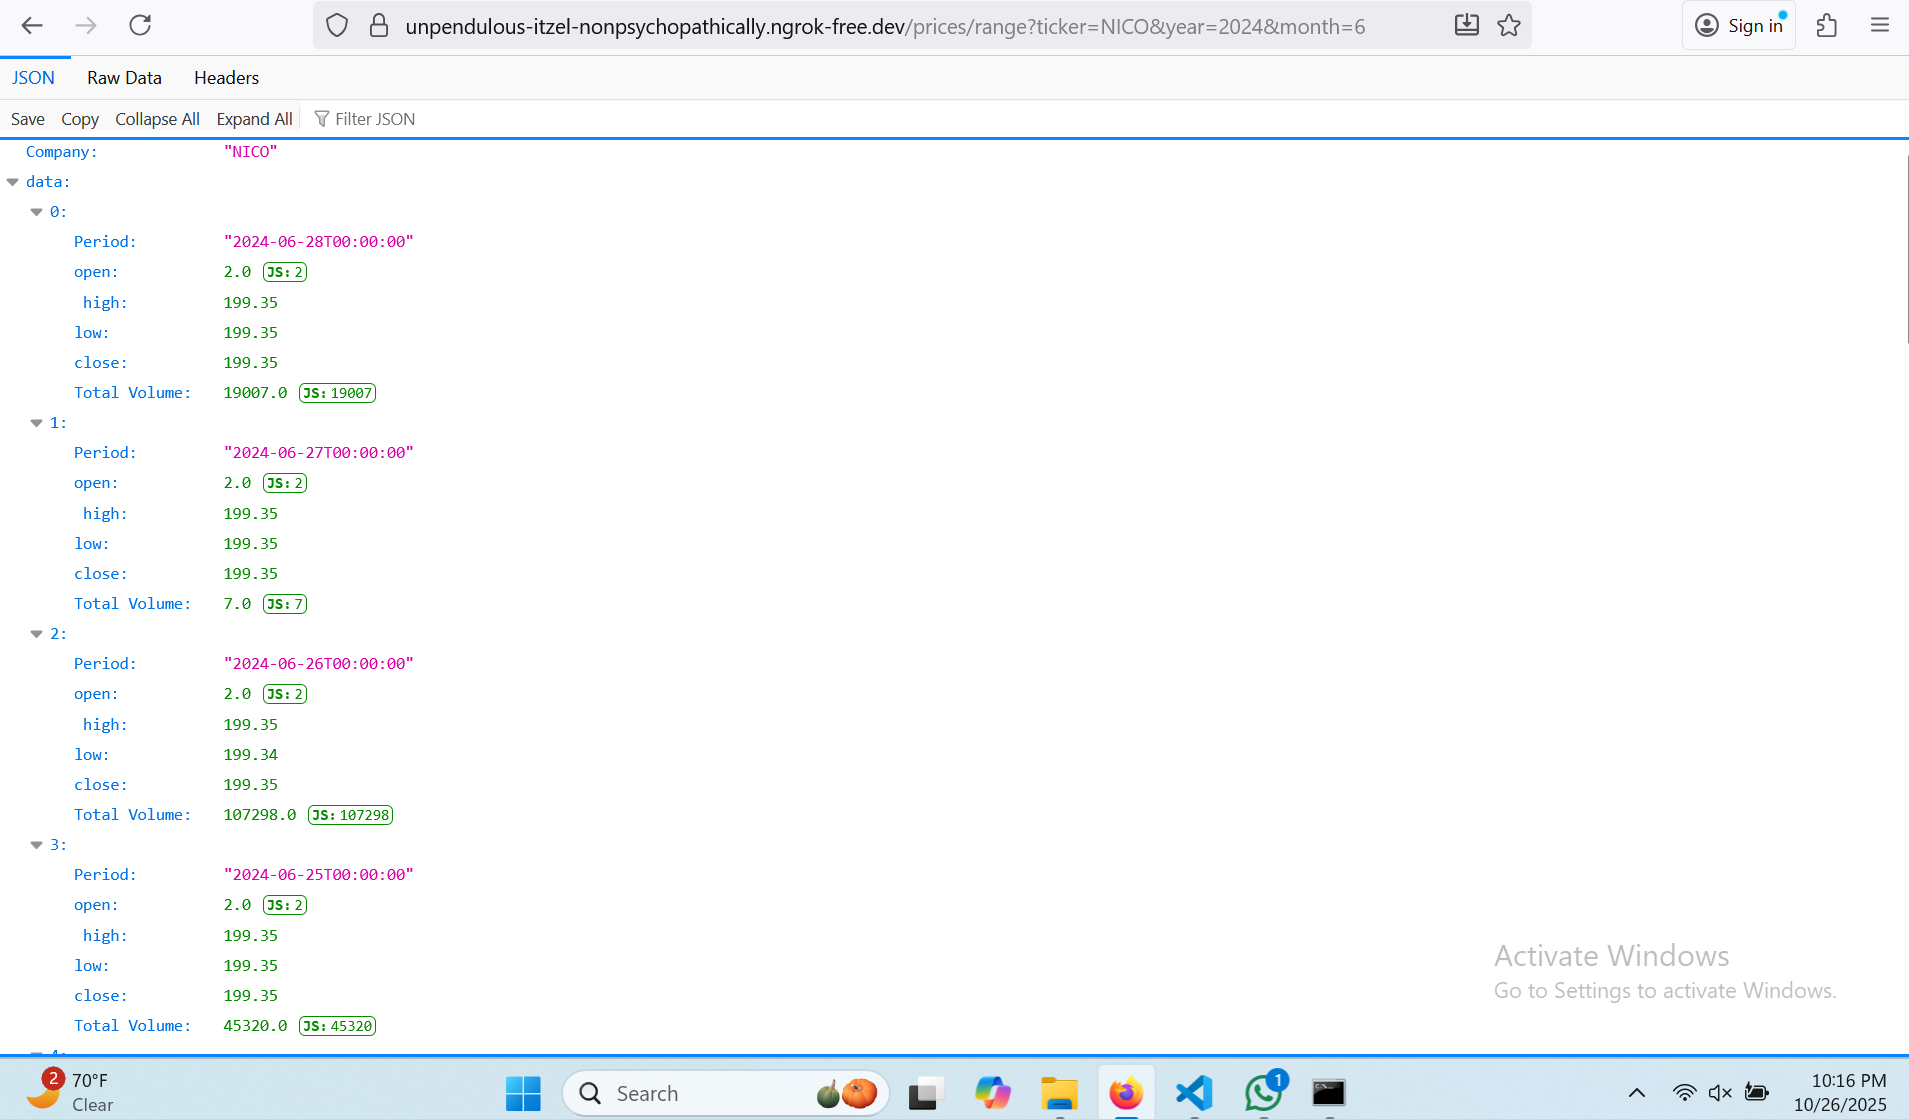 unpendulous-itzel-nonpsychopathically.ngrok-free.dev/prices/range?ticker=NICO&year=2024&month=6
Sign in
JSON Raw Data Headers
Save Copy Collapse All Expand All Filter JSON
Company: "NICO"
data:
0:
Period: "2024-06-28T00:00:00"
open: 2.0 JS: 2
high: 199.35
low: 199.35
close: 199.35
Total Volume: 19007.0 JS: 19007
1:
Period: "2024-06-27T00:00:00"
open: 2.0 JS: 2
high: 199.35
low: 199.35
close: 199.35
Total Volume: 7.0 JS: 7
2:
Period: "2024-06-26T00:00:00"
open: 2.0 JS: 2
high: 199.35
low: 199.34
close: 199.35
Total Volume: 107298.0 JS: 107298
3:
Period: "2024-06-25T00:00:00"
open: 2.0 JS: 2
high: 199.35
low: 199.35
close: 199.35
Total Volume: 45320.0 JS: 45320
Activate Windows
Go to Settings to activate Windows.
2
70°F
Clear
Search
1
10:16 PM
10/26/2025